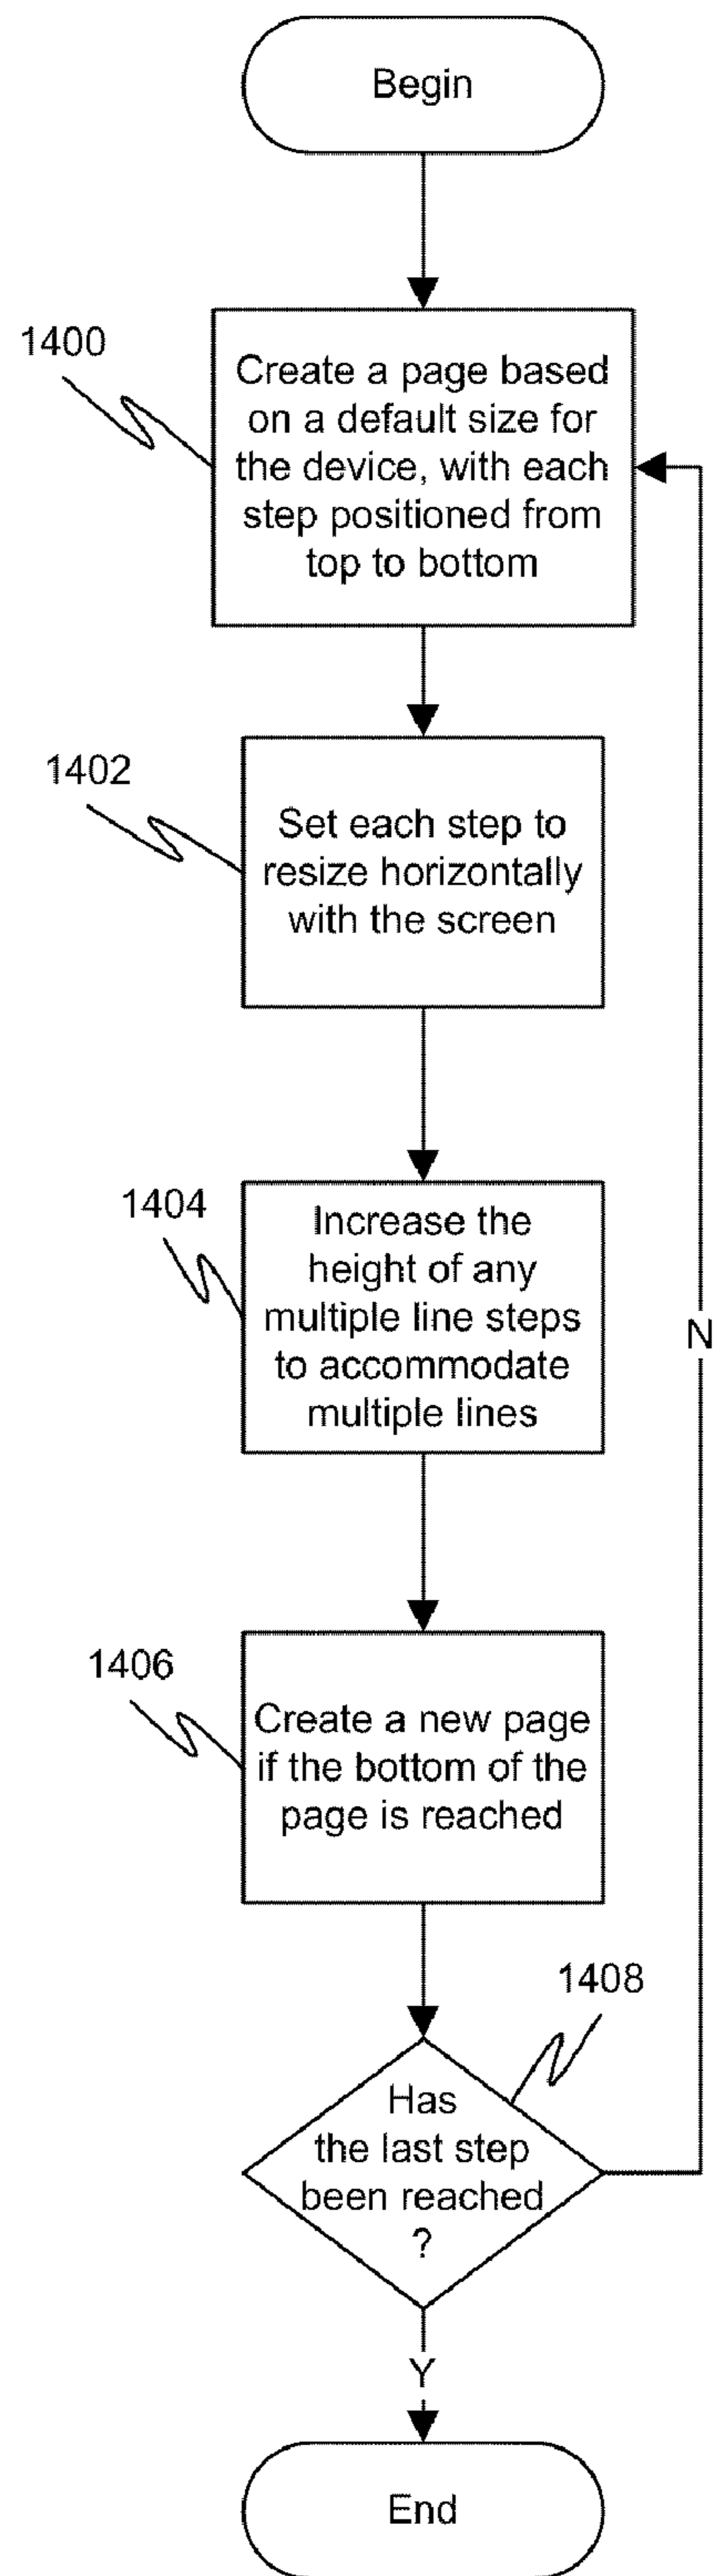 Begin
1400
Create a page based
on a default size for
the device, with each
step positioned from
top to bottom
1402
Set each step to
resize horizontally
with the screen
1404
Increase the
height of any
multiple line steps
to accommodate
multiple lines
N
1406
Create a new page
if the bottom of the
page is reached
1408
Has
the last step
been reached
?
Y
End